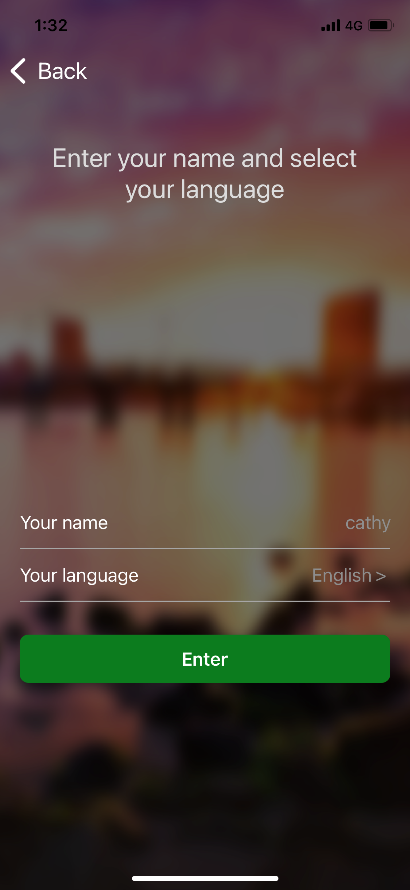 1:32
4G
Back
Enter your name and select
your language
Your name cathy
Your language English >
Enter